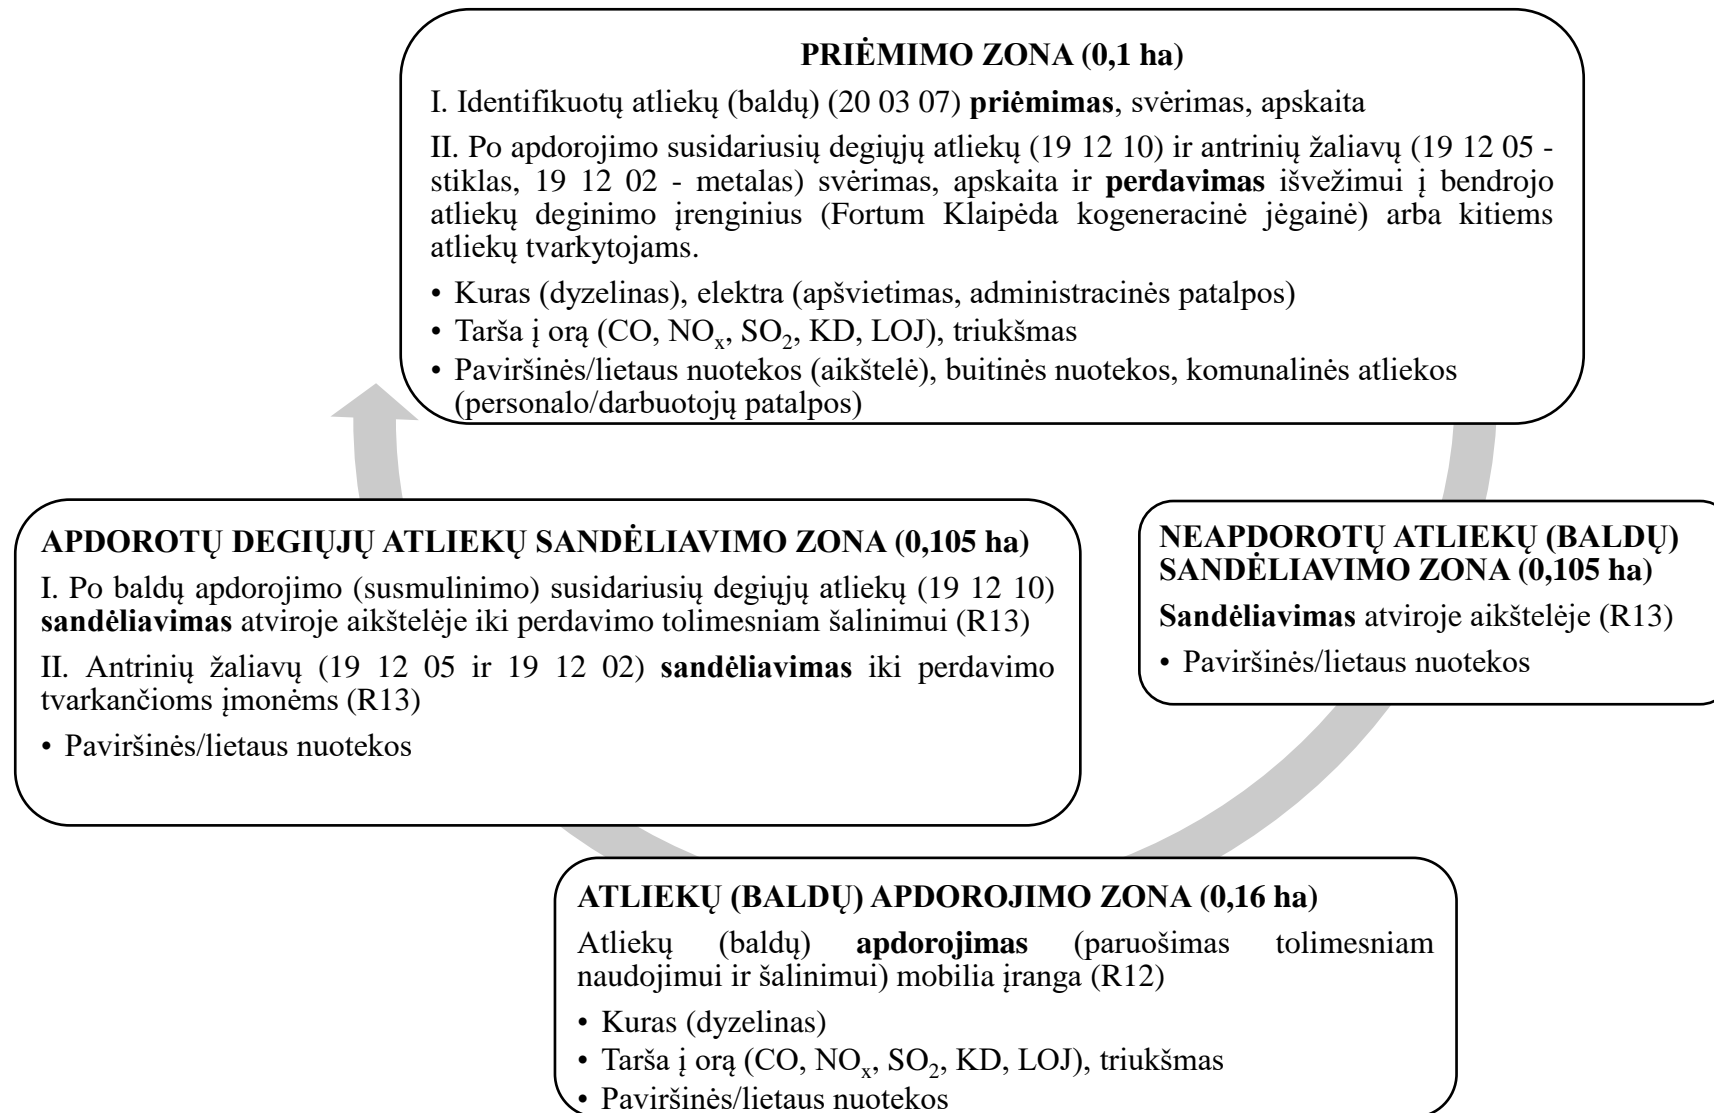 PRIĖMIMO ZONA (0,1 ha)
I. Identifikuotų atliekų (baldų) (20 03 07) priėmimas, svėrimas, apskaita
II. Po apdorojimo susidariusių degiųjų atliekų (19 12 10) ir antrinių žaliavų (19 12 05 -
stiklas, 19 12 02 - metalas) svėrimas, apskaita ir perdavimas išvežimui į bendrojo
atliekų deginimo įrenginius (Fortum Klaipėda kogeneracinė jėgainė) arba kitiems
atliekų tvarkytojams.
• Kuras (dyzelinas), elektra (apšvietimas, administracinės patalpos)
• Tarša į orą (CO, NOx, SO2, KD, LOJ), triukšmas
• Paviršinės/lietaus nuotekos (aikštelė), buitinės nuotekos, komunalinės atliekos
(personalo/darbuotojų patalpos)
NEAPDOROTŲ ATLIEKŲ (BALDŲ)
SANDĖLIAVIMO ZONA (0,105 ha)
Sandėliavimas atviroje aikštelėje (R13)
• Paviršinės/lietaus nuotekos
ATLIEKŲ (BALDŲ) APDOROJIMO ZONA (0,16 ha)
Atliekų (baldų) apdorojimas (paruošimas tolimesniam
naudojimui ir šalinimui) mobilia įranga (R12)
• Kuras (dyzelinas)
• Tarša į orą (CO, NOx, SO2, KD, LOJ), triukšmas
• Paviršinės/lietaus nuotekos
APDOROTŲ DEGIŲJŲ ATLIEKŲ SANDĖLIAVIMO ZONA (0,105 ha)
I. Po baldų apdorojimo (susmulinimo) susidariusių degiųjų atliekų (19 12 10)
sandėliavimas atviroje aikštelėje iki perdavimo tolimesniam šalinimui (R13)
II. Antrinių žaliavų (19 12 05 ir 19 12 02) sandėliavimas iki perdavimo
tvarkančioms įmonėms (R13)
• Paviršinės/lietaus nuotekos